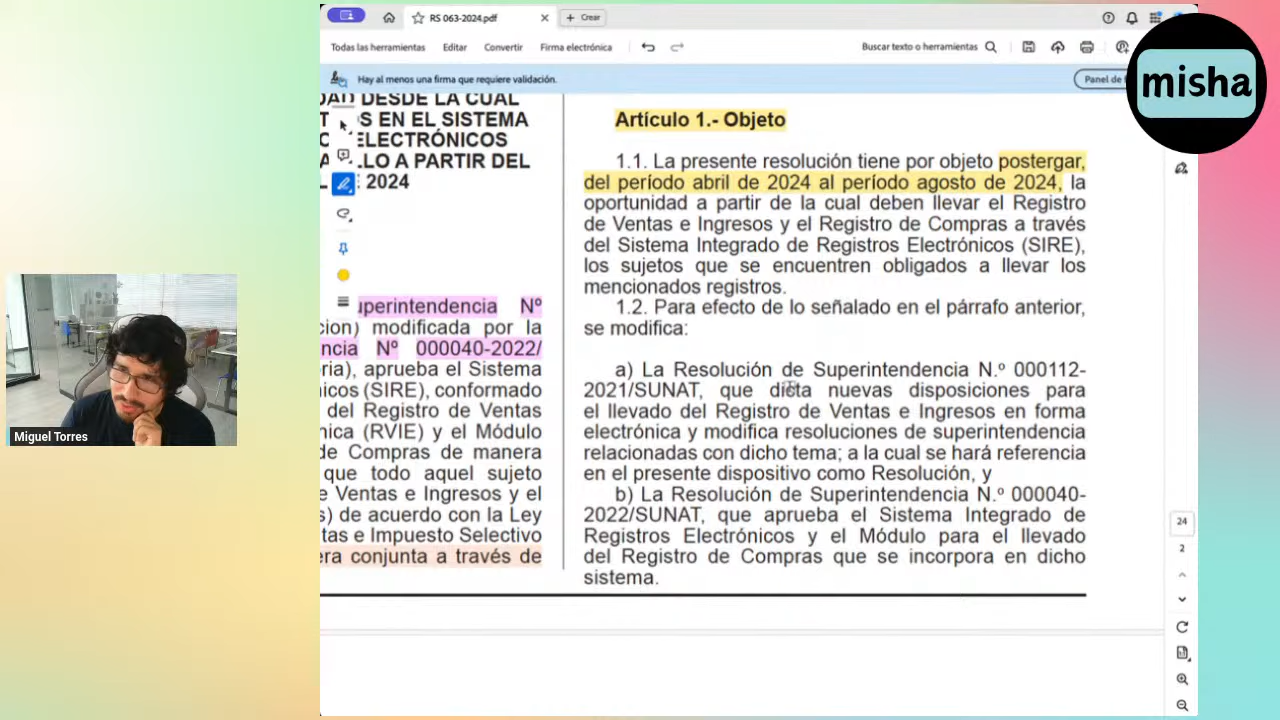 RS 063-2024.pdf
Crear
Todas las herramientas Editar Convertir Firma electrónica
Buscar texto o herramientas
Hay al menos una firma que requiere validación.
Panel de
misha
DESDE LA CUAL
S EN EL SISTEMA
ELECTRÓNICOS
LO A PARTIR DEL
2024
uperintendencia Nº
cion) modificada por la
ncia Nº 000040-2022/
ria), aprueba el Sistema
nicos (SIRE), conformado
del Registro de Ventas
nica (RVIE) y el Módulo
de Compras de manera
que todo aquel sujeto
e Ventas e Ingresos y el
s) de acuerdo con la Ley
tas e Impuesto Selectivo
era conjunta a través de
Artículo 1.- Objeto
1.1. La presente resolución tiene por objeto postergar,
del período abril de 2024 al período agosto de 2024, la
oportunidad a partir de la cual deben llevar el Registro
de Ventas e Ingresos y el Registro de Compras a través
del Sistema Integrado de Registros Electrónicos (SIRE),
los sujetos que se encuentren obligados a llevar los
mencionados registros.
1.2. Para efecto de lo señalado en el párrafo anterior,
se modifica:
a) La Resolución de Superintendencia N.º 000112-
2021/SUNAT, que dicta nuevas disposiciones para
el llevado del Registro de Ventas e Ingresos en forma
electrónica y modifica resoluciones de superintendencia
relacionadas con dicho tema; a la cual se hará referencia
en el presente dispositivo como Resolución, y
b) La Resolución de Superintendencia N.º 000040-
2022/SUNAT, que aprueba el Sistema Integrado de
Registros Electrónicos y el Módulo para el llevado
del Registro de Compras que se incorpora en dicho
sistema.
24
2
Miguel Torres